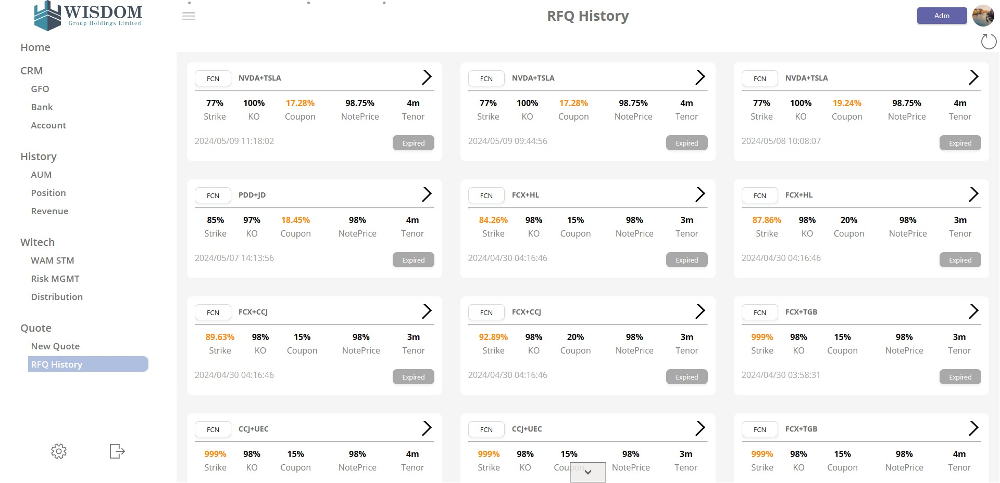 WISDOM
Group Holdings Limited
RFQ History
Adm
Home
CRM
GFO
Bank
Account
History
AUM
Position
Revenue
Witech
WAM STM
Risk MGMT
Distribution
Quote
New Quote
RFQ History
FCN NVDA+TSLA
77% 100% 17.28% 98.75% 4m
Strike KO Coupon NotePrice Tenor
2024/05/09 11:18:02 Expired
FCN NVDA+TSLA
77% 100% 17.28% 98.75% 4m
Strike KO Coupon NotePrice Tenor
2024/05/09 09:44:56 Expired
FCN NVDA+TSLA
77% 100% 19.24% 98.75% 4m
Strike KO Coupon NotePrice Tenor
2024/05/08 10:08:07 Expired
FCN PDD+JD
85% 97% 18.45% 98% 4m
Strike KO Coupon NotePrice Tenor
2024/05/07 14:13:56 Expired
FCN FCX+HL
84.26% 98% 15% 98% 3m
Strike KO Coupon NotePrice Tenor
2024/04/30 04:16:46 Expired
FCN FCX+HL
87.86% 98% 20% 98% 3m
Strike KO Coupon NotePrice Tenor
2024/04/30 04:16:46 Expired
FCN FCX+CCJ
89.63% 98% 15% 98% 3m
Strike KO Coupon NotePrice Tenor
2024/04/30 04:16:46 Expired
FCN FCX+CCJ
92.89% 98% 20% 98% 3m
Strike KO Coupon NotePrice Tenor
2024/04/30 04:16:46 Expired
FCN FCX+TGB
999% 98% 15% 98% 3m
Strike KO Coupon NotePrice Tenor
2024/04/30 03:58:31 Expired
FCN CCJ+UEC
999% 98% 15% 98% 4m
Strike KO Coupon NotePrice Tenor
FCN CCJ+UEC
999% 98% 15% 98% 3m
Strike KO Coupon NotePrice Tenor
FCN FCX+TGB
999% 98% 15% 98% 4m
Strike KO Coupon NotePrice Tenor